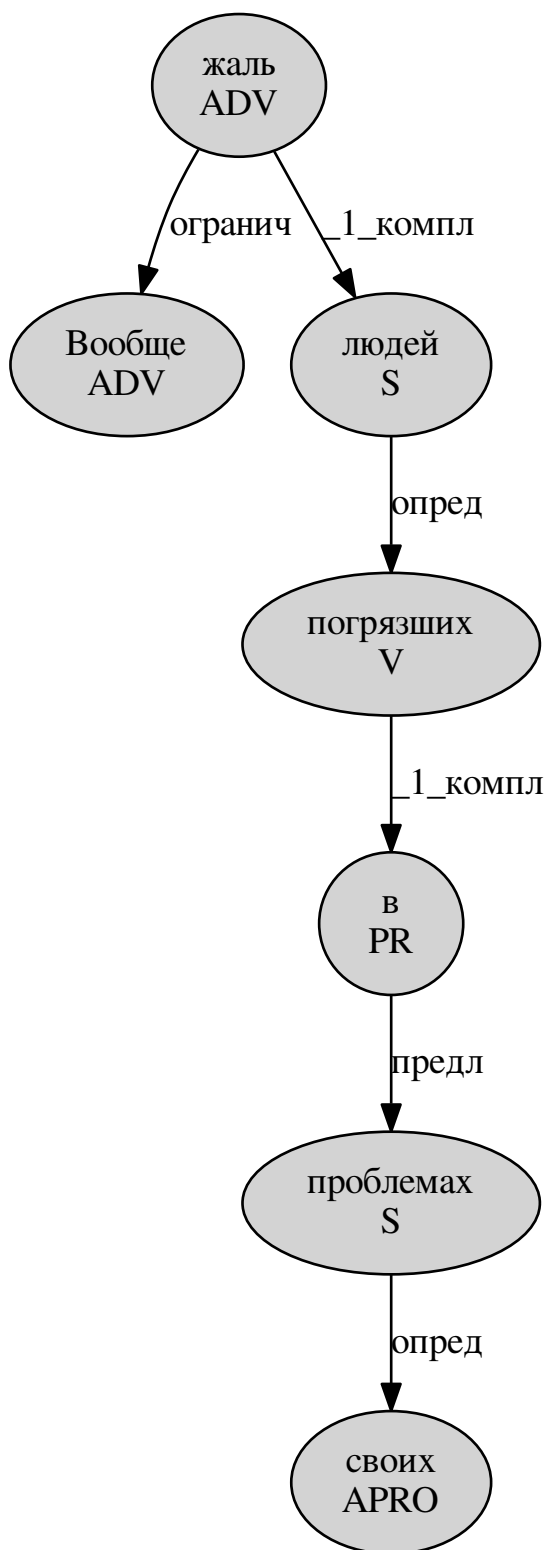 жаль
ADV
огранич
_1_компл
Вообще
ADV
людей
S
опред
погрязших
V
_1_компл
в
PR
предл
проблемах
S
опред
своих
APRO